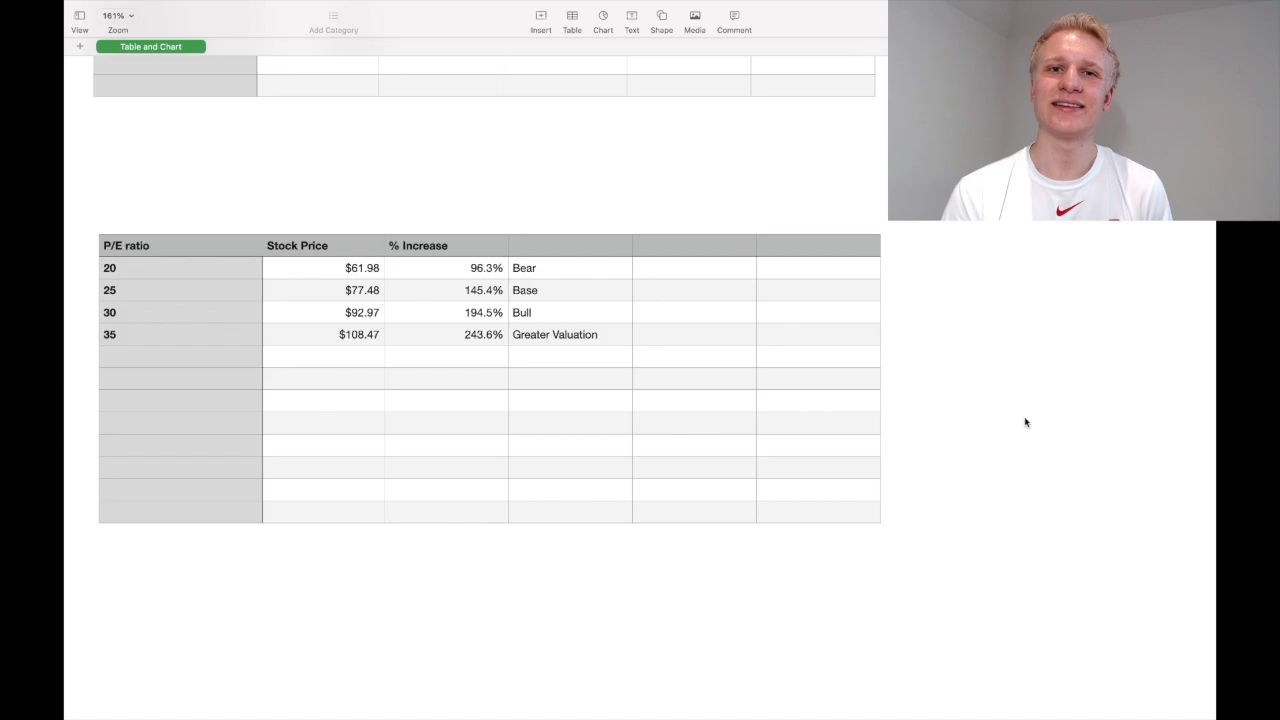 161%
View
Zoom
Add Category
Insert
Table
Chart
Text
Shape
Media
Comment
+
Table and Chart
P/E ratio Stock Price % Increase
20 $61.98 96.3% Bear
25 $77.48 145.4% Base
30 $92.97 194.5% Bull
35 $108.47 243.6% Greater Valuation